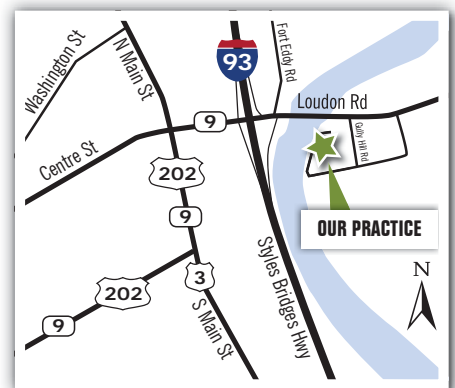 Washington St
N Main St
93
Fort Eddy Rd
Loudon Rd
9
Gully Hill Rd
Centre St
202
9
OUR PRACTICE
3
202
9
S Main St
Styles Bridges Hwy
N